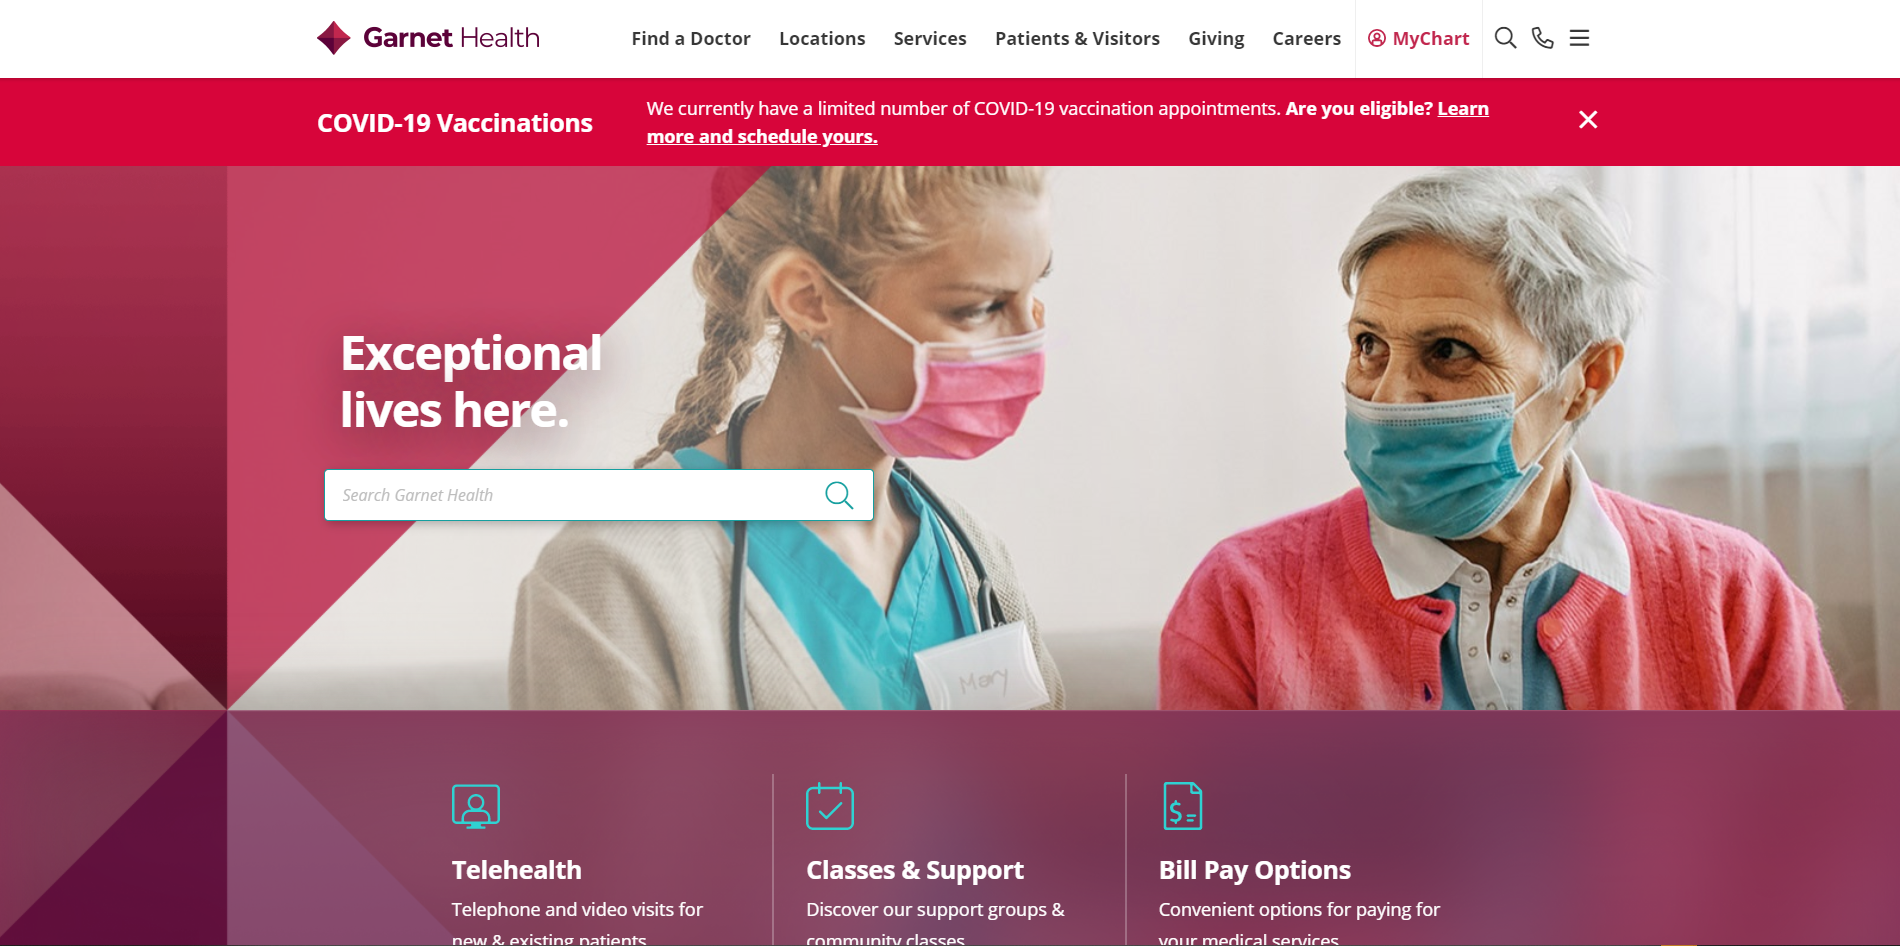 Garnet Health
Find a Doctor
Locations
Services
Patients & Visitors
Giving
Careers
MyChart
COVID-19 Vaccinations
We currently have a limited number of COVID-19 vaccination appointments. Are you eligible? Learn
more and schedule yours.
Exceptional
lives here.
Search Garnet Health
Mary
Telehealth
Telephone and video visits for
new & existing patients
Classes & Support
Discover our support groups &
community classes
Bill Pay Options
Convenient options for paying for
your medical services